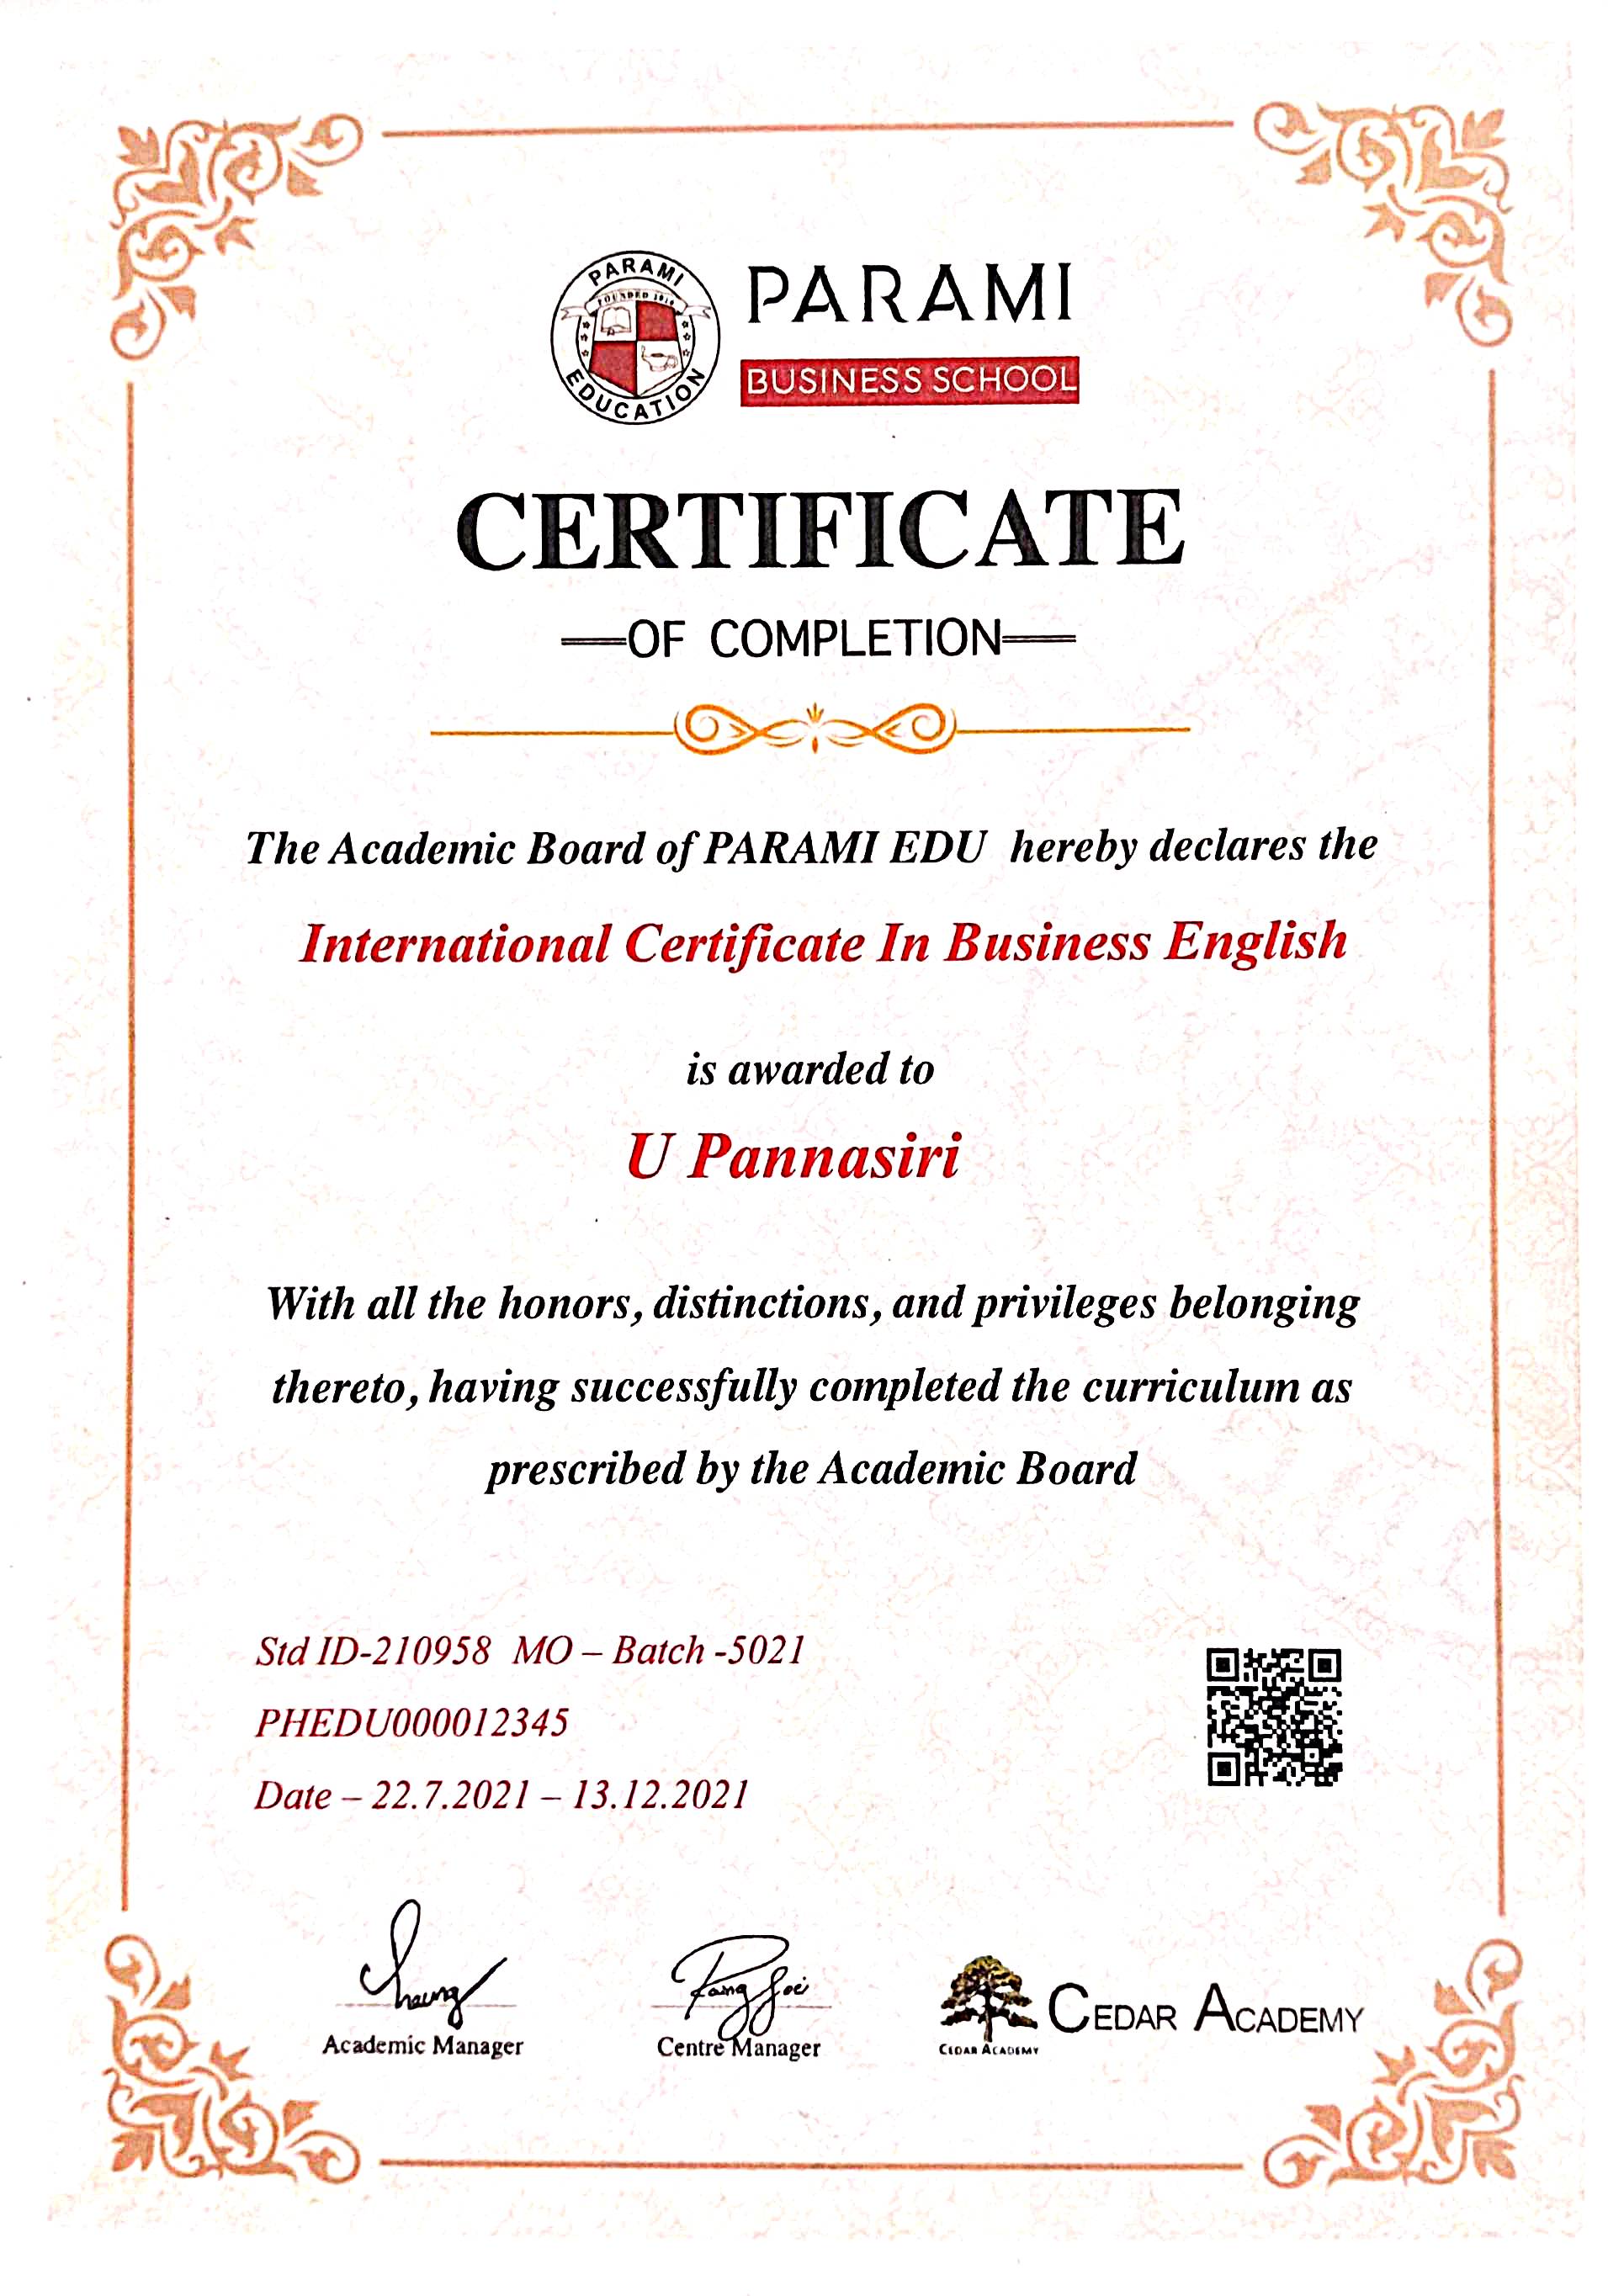 PARAMI
FOUNDED 2010
EDUCATION
PARAMI
BUSINESS SCHOOL
CERTIFICATE
OF COMPLETION
The Academic Board of PARAMI EDU hereby declares the
International Certificate In Business English
is awarded to
U Pannasiri
With all the honors, distinctions, and privileges belonging
thereto, having successfully completed the curriculum as
prescribed by the Academic Board
Std ID-210958 MO – Batch -5021
PHEDU000012345
Date – 22.7.2021 – 13.12.2021
Academic Manager
Centre Manager
CEDAR ACADEMY
CEDAR ACADEMY